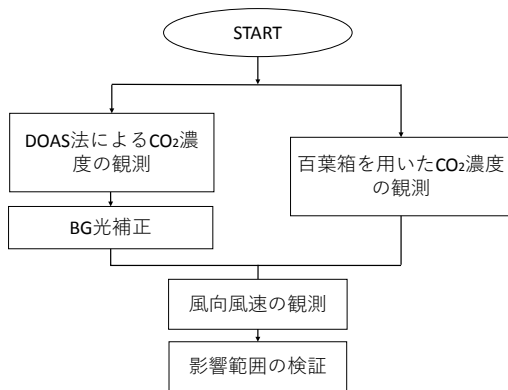 START
DOAS法によるCO₂濃
度の観測
百葉箱を用いたCO₂濃度
の観測
BG光補正
風向風速の観測
影響範囲の検証